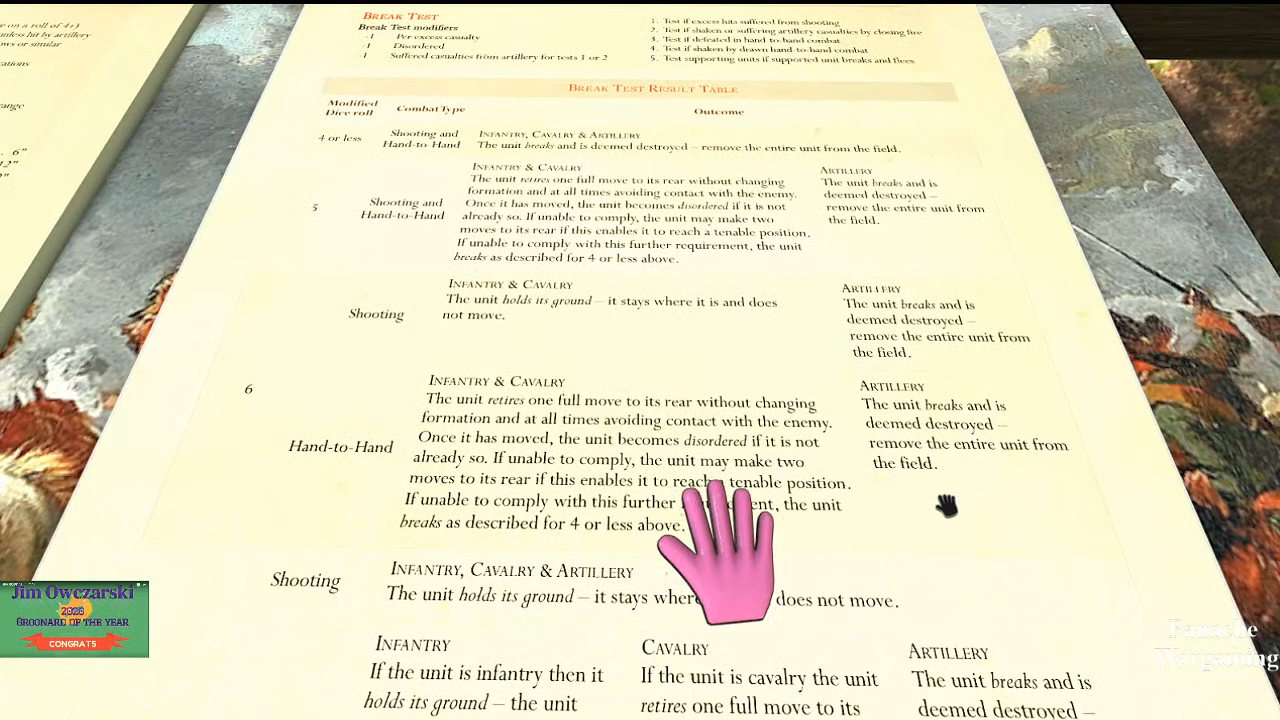 e on a roll of 4+)
nless hit by artillery
ows or similar
cations
ange
6"
12"
BREAK TEST
Break Test modifiers
-1 Per excess casualty
-1 Disordered
-1 Suffered casualties from artillery for tests 1 or 2
1. Test if excess hits suffered from shooting
2. Test if shaken or suffering artillery casualties by closing fire
3. Test if defeated in hand-to-hand combat
4. Test if shaken by drawn hand-to-hand combat
5. Test supporting units if supported unit breaks and flees
BREAK TEST RESULT TABLE
Modified Dice roll
Combat Type
Outcome
4 or less
Shooting and
Hand-to-Hand
INFANTRY, CAVALRY & ARTILLERY
The unit breaks and is deemed destroyed – remove the entire unit from the field.
5
Shooting and
Hand-to-Hand
INFANTRY & CAVALRY
The unit retires one full move to its rear without changing
formation and at all times avoiding contact with the enemy.
Once it has moved, the unit becomes disordered if it is not
already so. If unable to comply, the unit may make two
moves to its rear if this enables it to reach a tenable position.
If unable to comply with this further requirement, the unit
breaks as described for 4 or less above.
ARTILLERY
The unit breaks and is
deemed destroyed –
remove the entire unit from
the field.
Shooting
INFANTRY & CAVALRY
The unit holds its ground – it stays where it is and does
not move.
ARTILLERY
The unit breaks and is
deemed destroyed –
remove the entire unit from
the field.
6
Hand-to-Hand
INFANTRY & CAVALRY
The unit retires one full move to its rear without changing
formation and at all times avoiding contact with the enemy.
Once it has moved, the unit becomes disordered if it is not
already so. If unable to comply, the unit may make two
moves to its rear if this enables it to reach a tenable position.
If unable to comply with this further ent, the unit
breaks as described for 4 or less above.
ARTILLERY
The unit breaks and is
deemed destroyed –
remove the entire unit from
the field.
Shooting
INFANTRY, CAVALRY & ARTILLERY
The unit holds its ground – it stays where does not move.
INFANTRY
If the unit is infantry then it
holds its ground – the unit
CAVALRY
If the unit is cavalry the unit
retires one full move to its
ARTILLERY
The unit breaks and is
deemed destroyed –
Jim Owczarski
2020
GROGNARD OF THE YEAR
CONGRATS
Panache
Wargaming